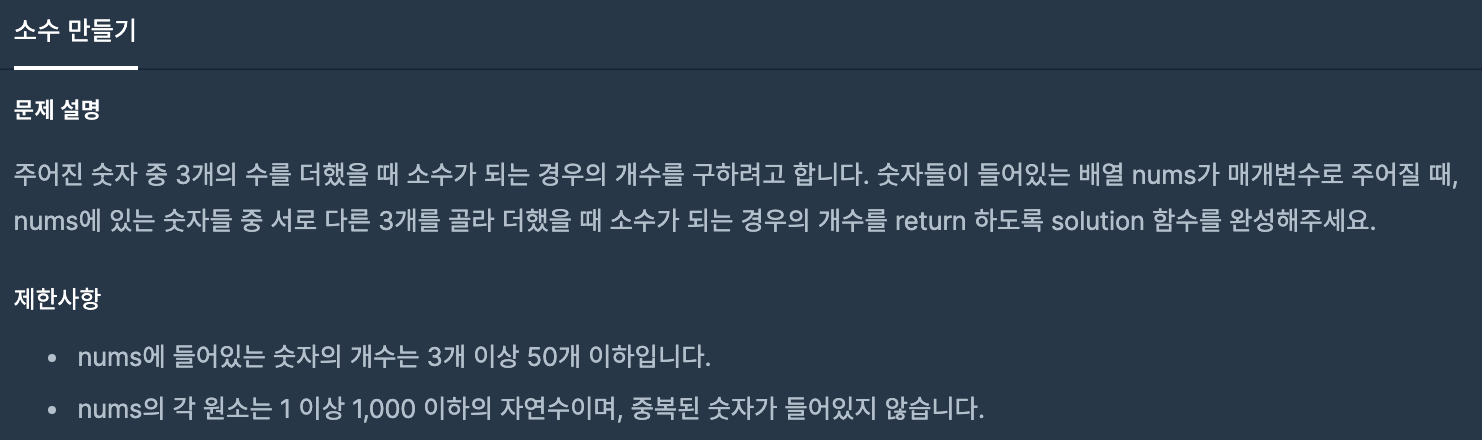 소수 만들기
문제 설명
주어진 숫자 중 3개의 수를 더했을 때 소수가 되는 경우의 개수를 구하려고 합니다. 숫자들이 들어있는 배열 nums가 매개변수로 주어질 때,
nums에 있는 숫자들 중 서로 다른 3개를 골라 더했을 때 소수가 되는 경우의 개수를 return 하도록 solution 함수를 완성해주세요.
제한사항
• nums에 들어있는 숫자의 개수는 3개 이상 50개 이하입니다.
• nums의 각 원소는 1 이상 1,000 이하의 자연수이며, 중복된 숫자가 들어있지 않습니다.